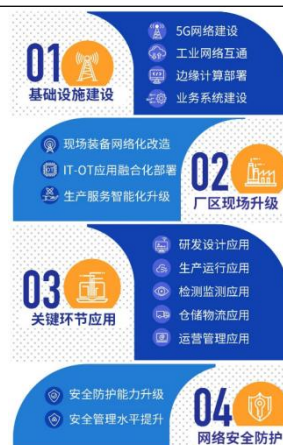 01
基础设施建设
5G网络建设
工业网络互通
边缘计算部署
业务系统建设
现场装备网络化改造
IT-OT应用融合化部署
生产服务智能化升级
02
厂区现场升级
03
关键环节应用
研发设计应用
生产运行应用
检测监测应用
仓储物流应用
运营管理应用
安全防护能力升级
安全管理水平提升
04
网络安全防护